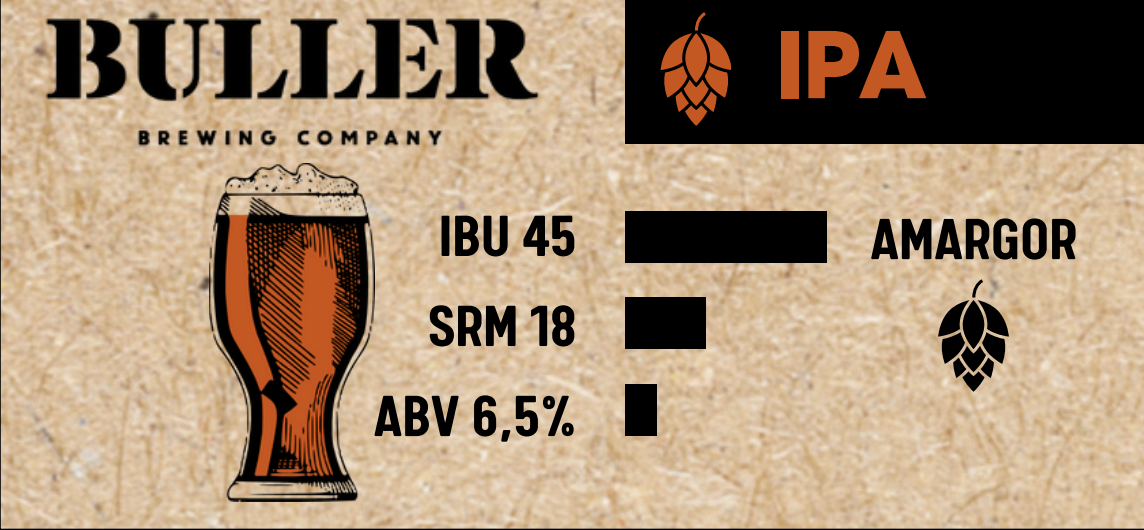 BULLER
BREWING COMPANY
IPA
IBU 45
AMARGOR
SRM 18
ABV 6,5%